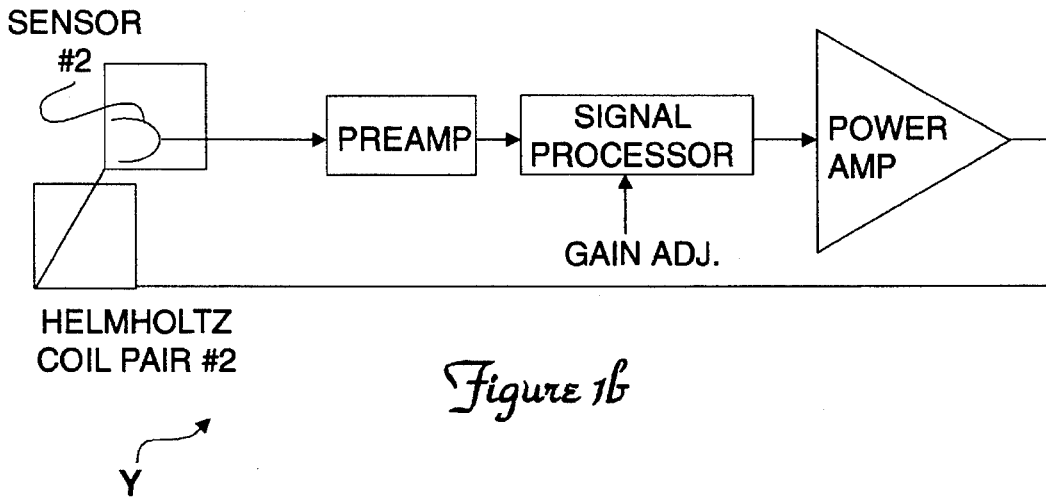 SENSOR
#2
PREAMP
SIGNAL
PROCESSOR
POWER
AMP
GAIN ADJ.
HELMHOLTZ
COIL PAIR #2
Figure 1b
Y